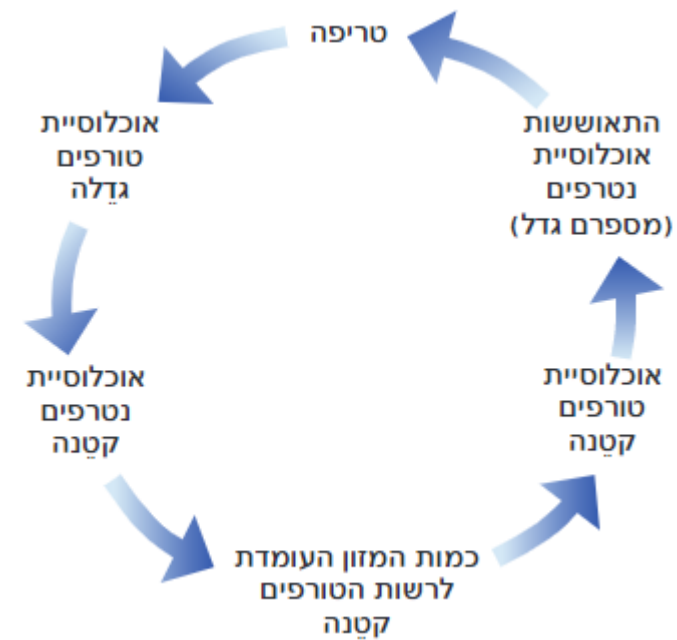 טריפה
אוכלוסיית
טורפים
גדֵלה
אוכלוסיית
נטרפים
קטֵנה
כמות המזון העומדת
לרשות הטורפים
קטֵנה
אוכלוסיית
טורפים
קטֵנה
התאוששות
אוכלוסיית
נטרפים
(מספרם גדל)